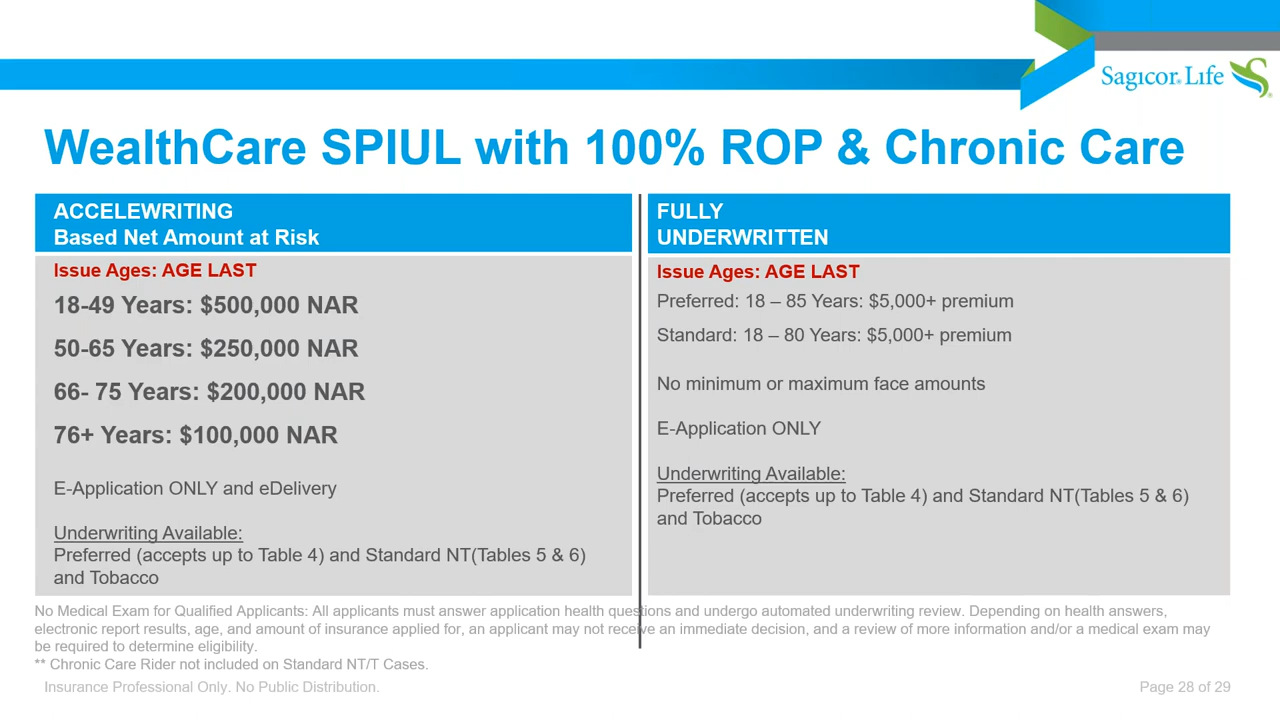 Sagicor Life
WealthCare SPIUL with 100% ROP & Chronic Care
ACCELEWRITING
Based Net Amount at Risk
Issue Ages: AGE LAST
18-49 Years: $500,000 NAR
50-65 Years: $250,000 NAR
66- 75 Years: $200,000 NAR
76+ Years: $100,000 NAR
E-Application ONLY and eDelivery
Underwriting Available:
Preferred (accepts up to Table 4) and Standard NT(Tables 5 & 6)
and Tobacco
FULLY
UNDERWRITTEN
Issue Ages: AGE LAST
Preferred: 18 – 85 Years: $5,000+ premium
Standard: 18 – 80 Years: $5,000+ premium
No minimum or maximum face amounts
E-Application ONLY
Underwriting Available:
Preferred (accepts up to Table 4) and Standard NT(Tables 5 & 6)
and Tobacco
No Medical Exam for Qualified Applicants: All applicants must answer application health questions and undergo automated underwriting review. Depending on health answers,
electronic report results, age, and amount of insurance applied for, an applicant may not receive an immediate decision, and a review of more information and/or a medical exam may
be required to determine eligibility.
** Chronic Care Rider not included on Standard NT/T Cases.
Insurance Professional Only. No Public Distribution.
Page 28 of 29